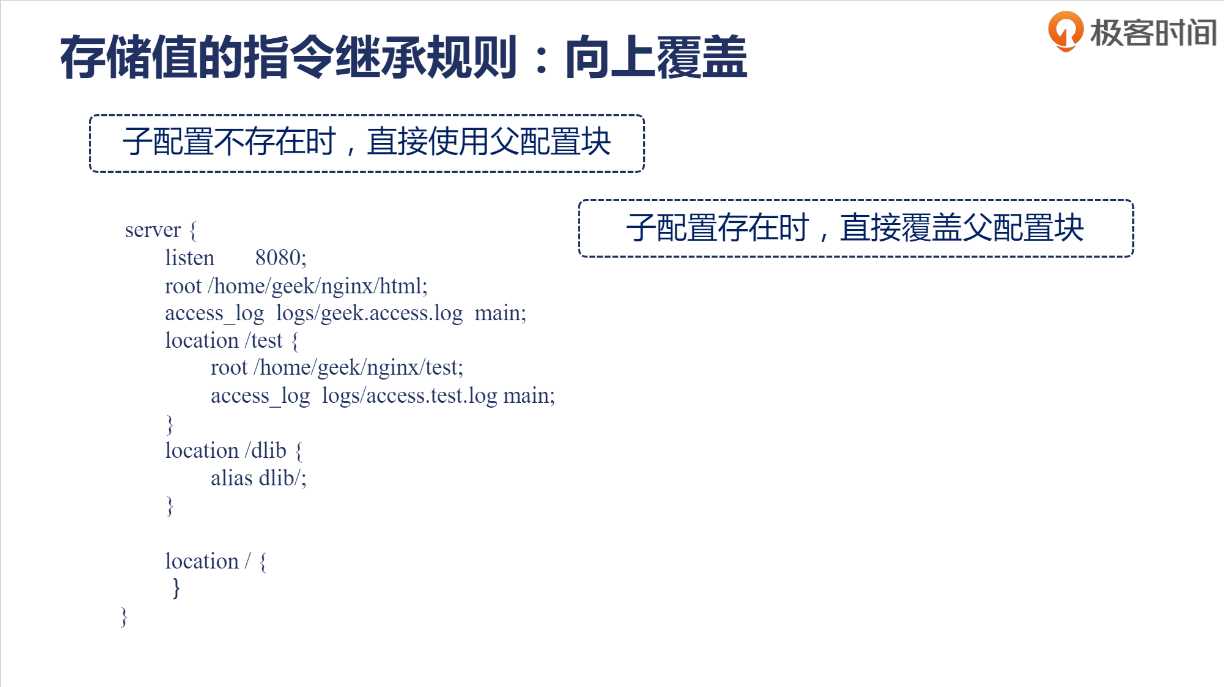 极客时间
存储值的指令继承规则：向上覆盖
子配置不存在时，直接使用父配置块
子配置存在时，直接覆盖父配置块
server {
listen 8080;
root /home/geek/nginx/html;
access_log logs/geek.access.log main;
location /test {
root /home/geek/nginx/test;
access_log logs/access.test.log main;
}
location /dlib {
alias dlib/;
}
location / {
}
}